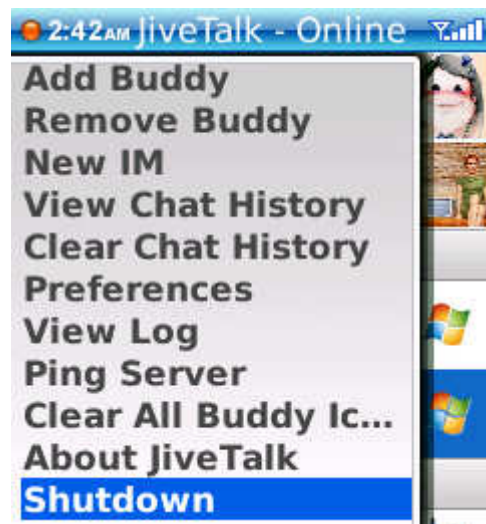 2:42AM JiveTalk - Online
Add Buddy
Remove Buddy
New IM
View Chat History
Clear Chat History
Preferences
View Log
Ping Server
Clear All Buddy Ic...
About JiveTalk
Shutdown